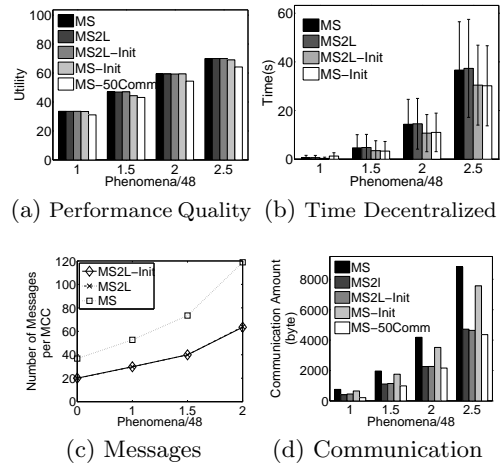 100
80
60
40
20
0
Utility
MS
MS2L
MS2L-Init
MS-Init
MS-50Comm
1 1.5 2 2.5
Phenomena/48
(a) Performance Quality
60
40
20
0
Time(s)
MS
MS2L
MS2L-Init
MS-Init
1 1.5 2 2.5
Phenomena/48
(b) Time Decentralized
120
100
80
60
40
20
0
Number of Messages
per MCC
MS2L-Init
MS2L
MS
0 1 1.5 2
Phenomena/48
(c) Messages
8000
6000
4000
2000
0
Communication Amount
(byte)
MS
MS2l
MS2L-Init
MS-Init
MS-50Comm
1 1.5 2 2.5
Phenomena/48
(d) Communication